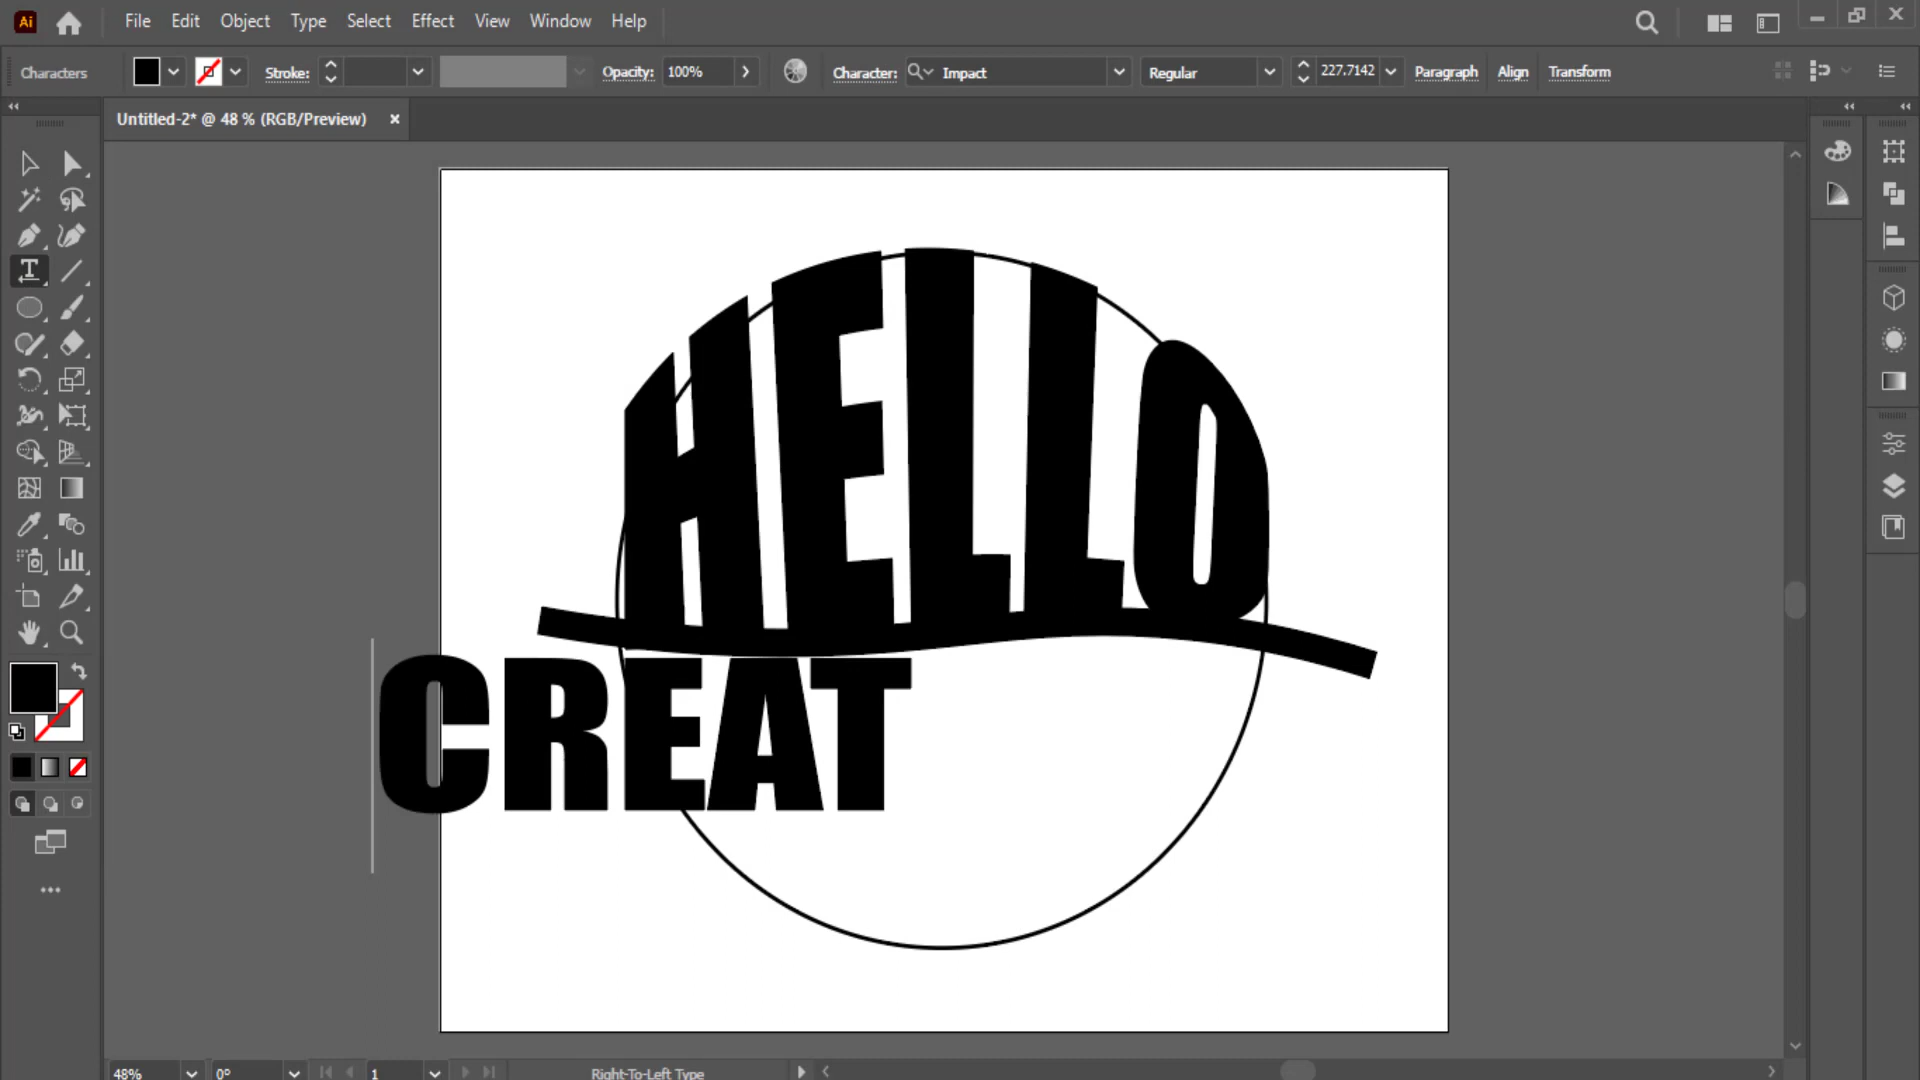 Ai File Edit Object Type Select Effect View Window Help
Characters Stroke: Opacity: 100% Character: Impact Regular 227.7142 Paragraph Align Transform
Untitled-2* @ 48 % (RGB/Preview) ×
HELLO
CREAT
48% 0° 1 Right-To-Left Type